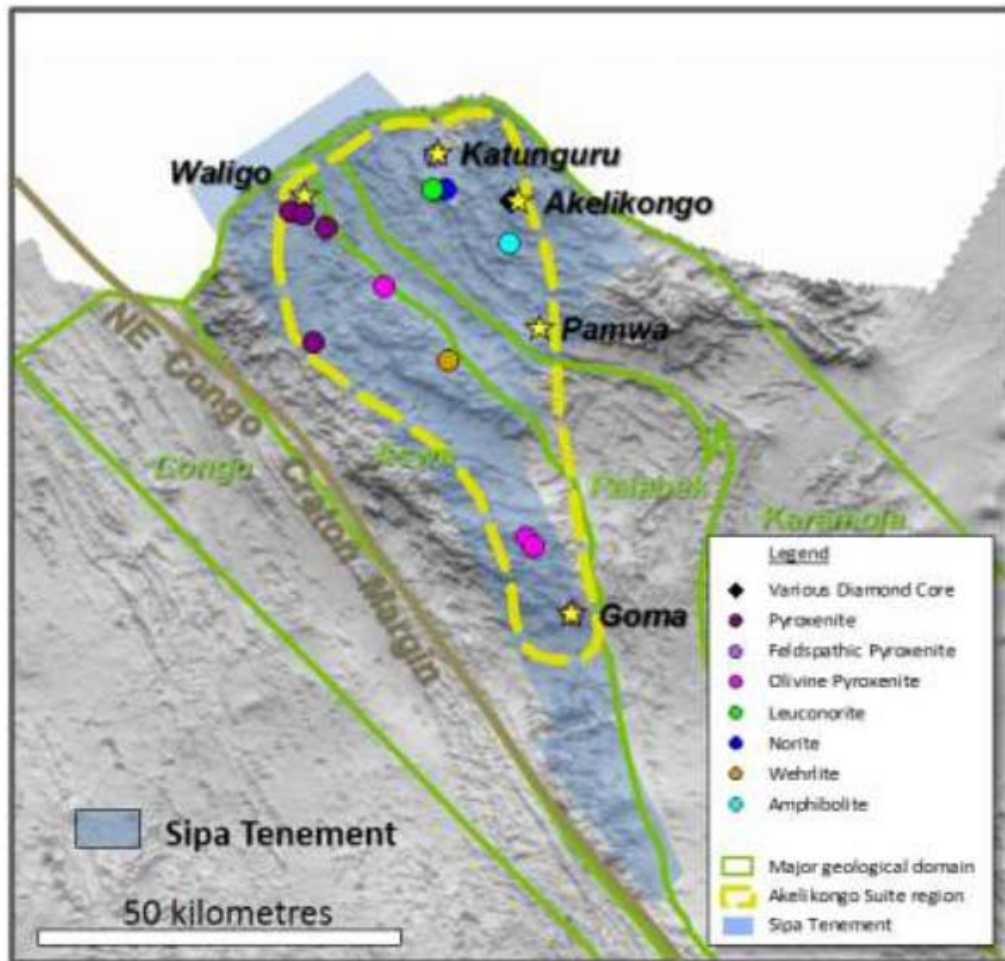 Waligo
Katunguru
Akelikongo
Pamwa
NE Congo Craton Margin
Congo
Palabek
Karamoja
Goma
Sipa Tenement
50 kilometres
Legend
Various Diamond Core
Pyroxenite
Feldspathic Pyroxenite
Olivine Pyroxenite
Leuconorite
Norite
Wehrlite
Amphibolite
Major geological domain
Akelikongo Suite region
Sipa Tenement